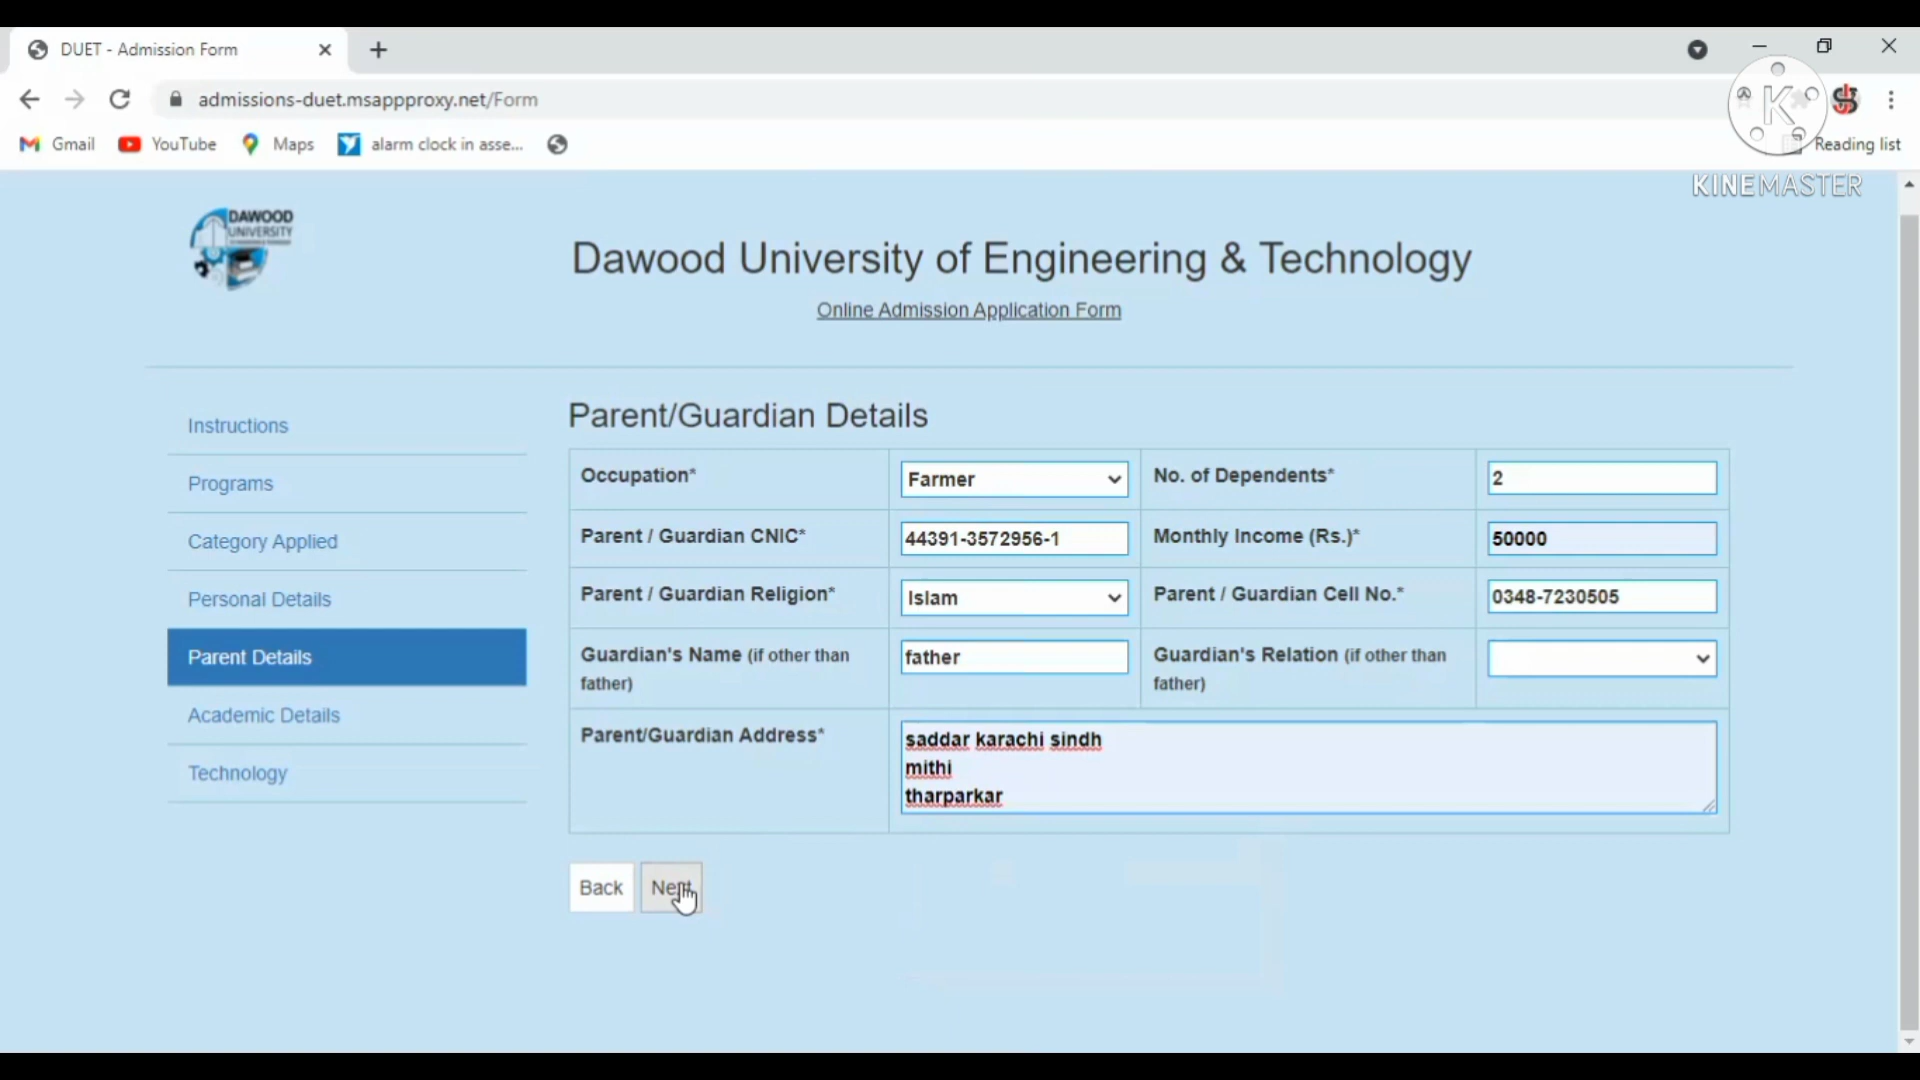 DUET - Admission Form
admissions-duet.msappproxy.net/Form
Gmail YouTube Maps alarm clock in asse... Reading list
KINEMASTER
DAWOOD
UNIVERSITY
Dawood University of Engineering & Technology
Online Admission Application Form
Instructions
Programs
Category Applied
Personal Details
Parent Details
Academic Details
Technology
Parent/Guardian Details
Occupation* Farmer No. of Dependents* 2
Parent / Guardian CNIC* 44391-3572956-1 Monthly Income (Rs.)* 50000
Parent / Guardian Religion* Islam Parent / Guardian Cell No.* 0348-7230505
Guardian's Name (if other than father) father Guardian's Relation (if other than father)
Parent/Guardian Address* saddar karachi sindh
mithi
tharparkar
Back Next